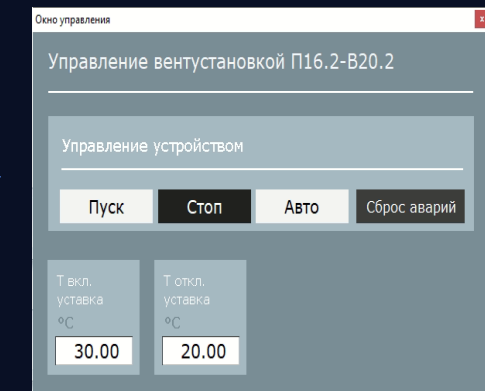 Окно управления
x
Управление вентустановкой П16.2-В20.2
Управление устройством
Пуск Стоп Авто Сброс аварий
Т вкл. Т откл.
уставка уставка
°C °C
30.00 20.00